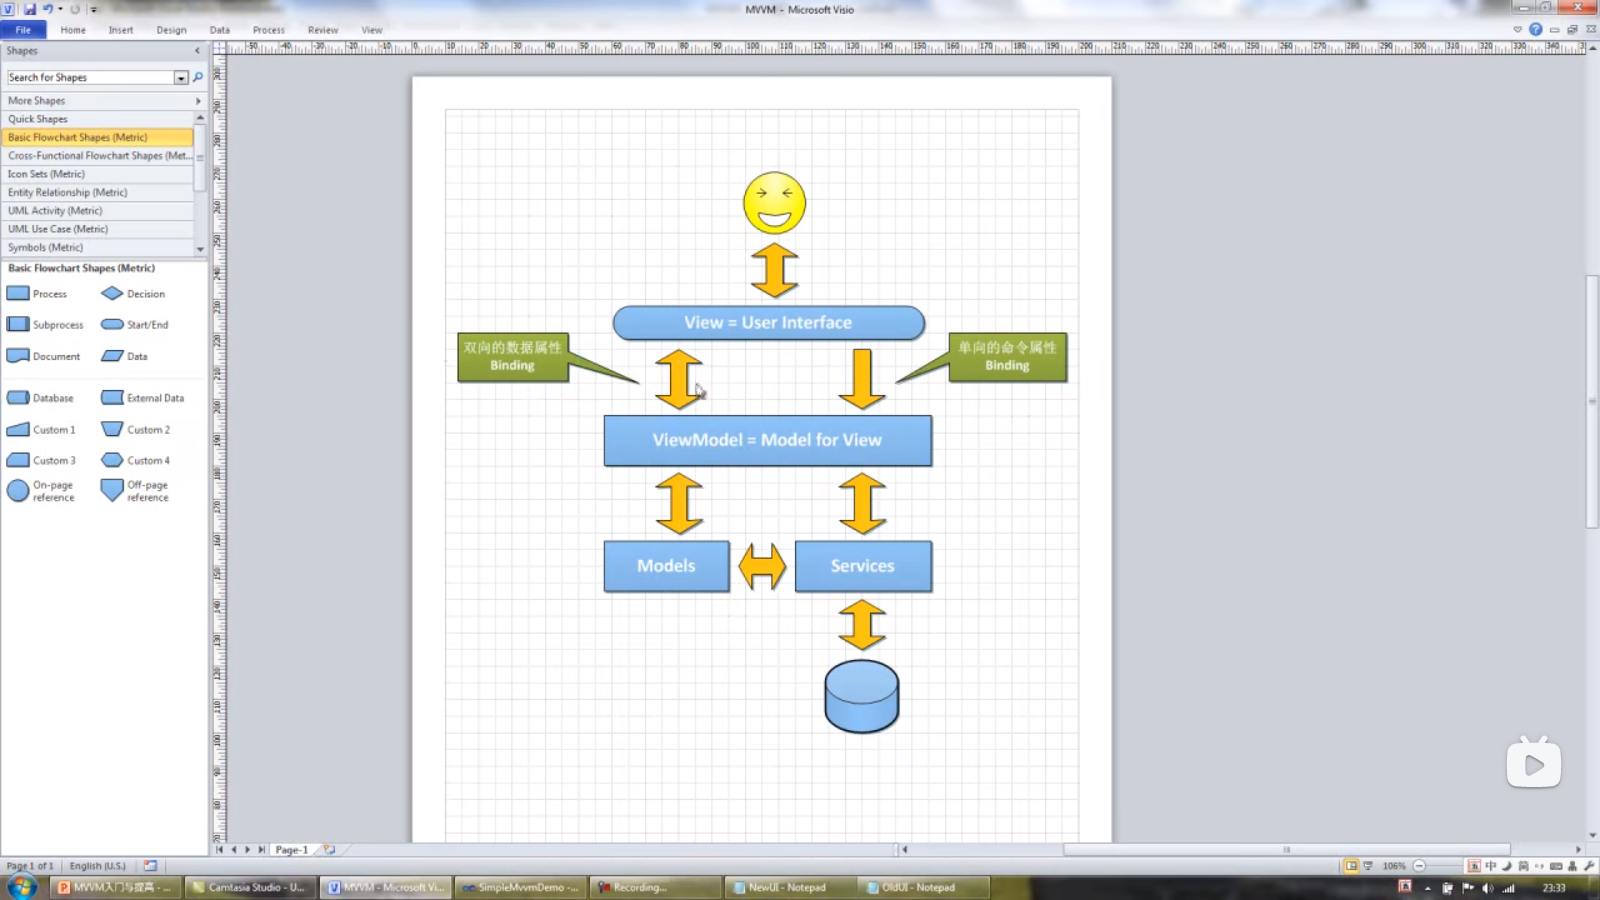 MVVM - Microsoft Visio
File Home Insert Design Data Process Review View
Shapes
Search for Shapes
More Shapes
Quick Shapes
Basic Flowchart Shapes (Metric)
Cross-Functional Flowchart Shapes (Met...
Icon Sets (Metric)
Entity Relationship (Metric)
UML Activity (Metric)
UML Use Case (Metric)
Symbols (Metric)
Basic Flowchart Shapes (Metric)
Process Decision
Subprocess Start/End
Document Data
Database External Data
Custom 1 Custom 2
Custom 3 Custom 4
On-page reference
Off-page reference
View = User Interface
双向的数据属性
Binding
单向的命令属性
Binding
ViewModel = Model for View
Models
Services
Page-1
Page 1 of 1 English (U.S.)
106%
中 简
MVVM入门与提高 - ...
Camtasia Studio - U...
MVVM - Microsoft Vi...
SimpleMvvmDemo -...
Recording...
NewUI - Notepad
OldUI - Notepad
23:33